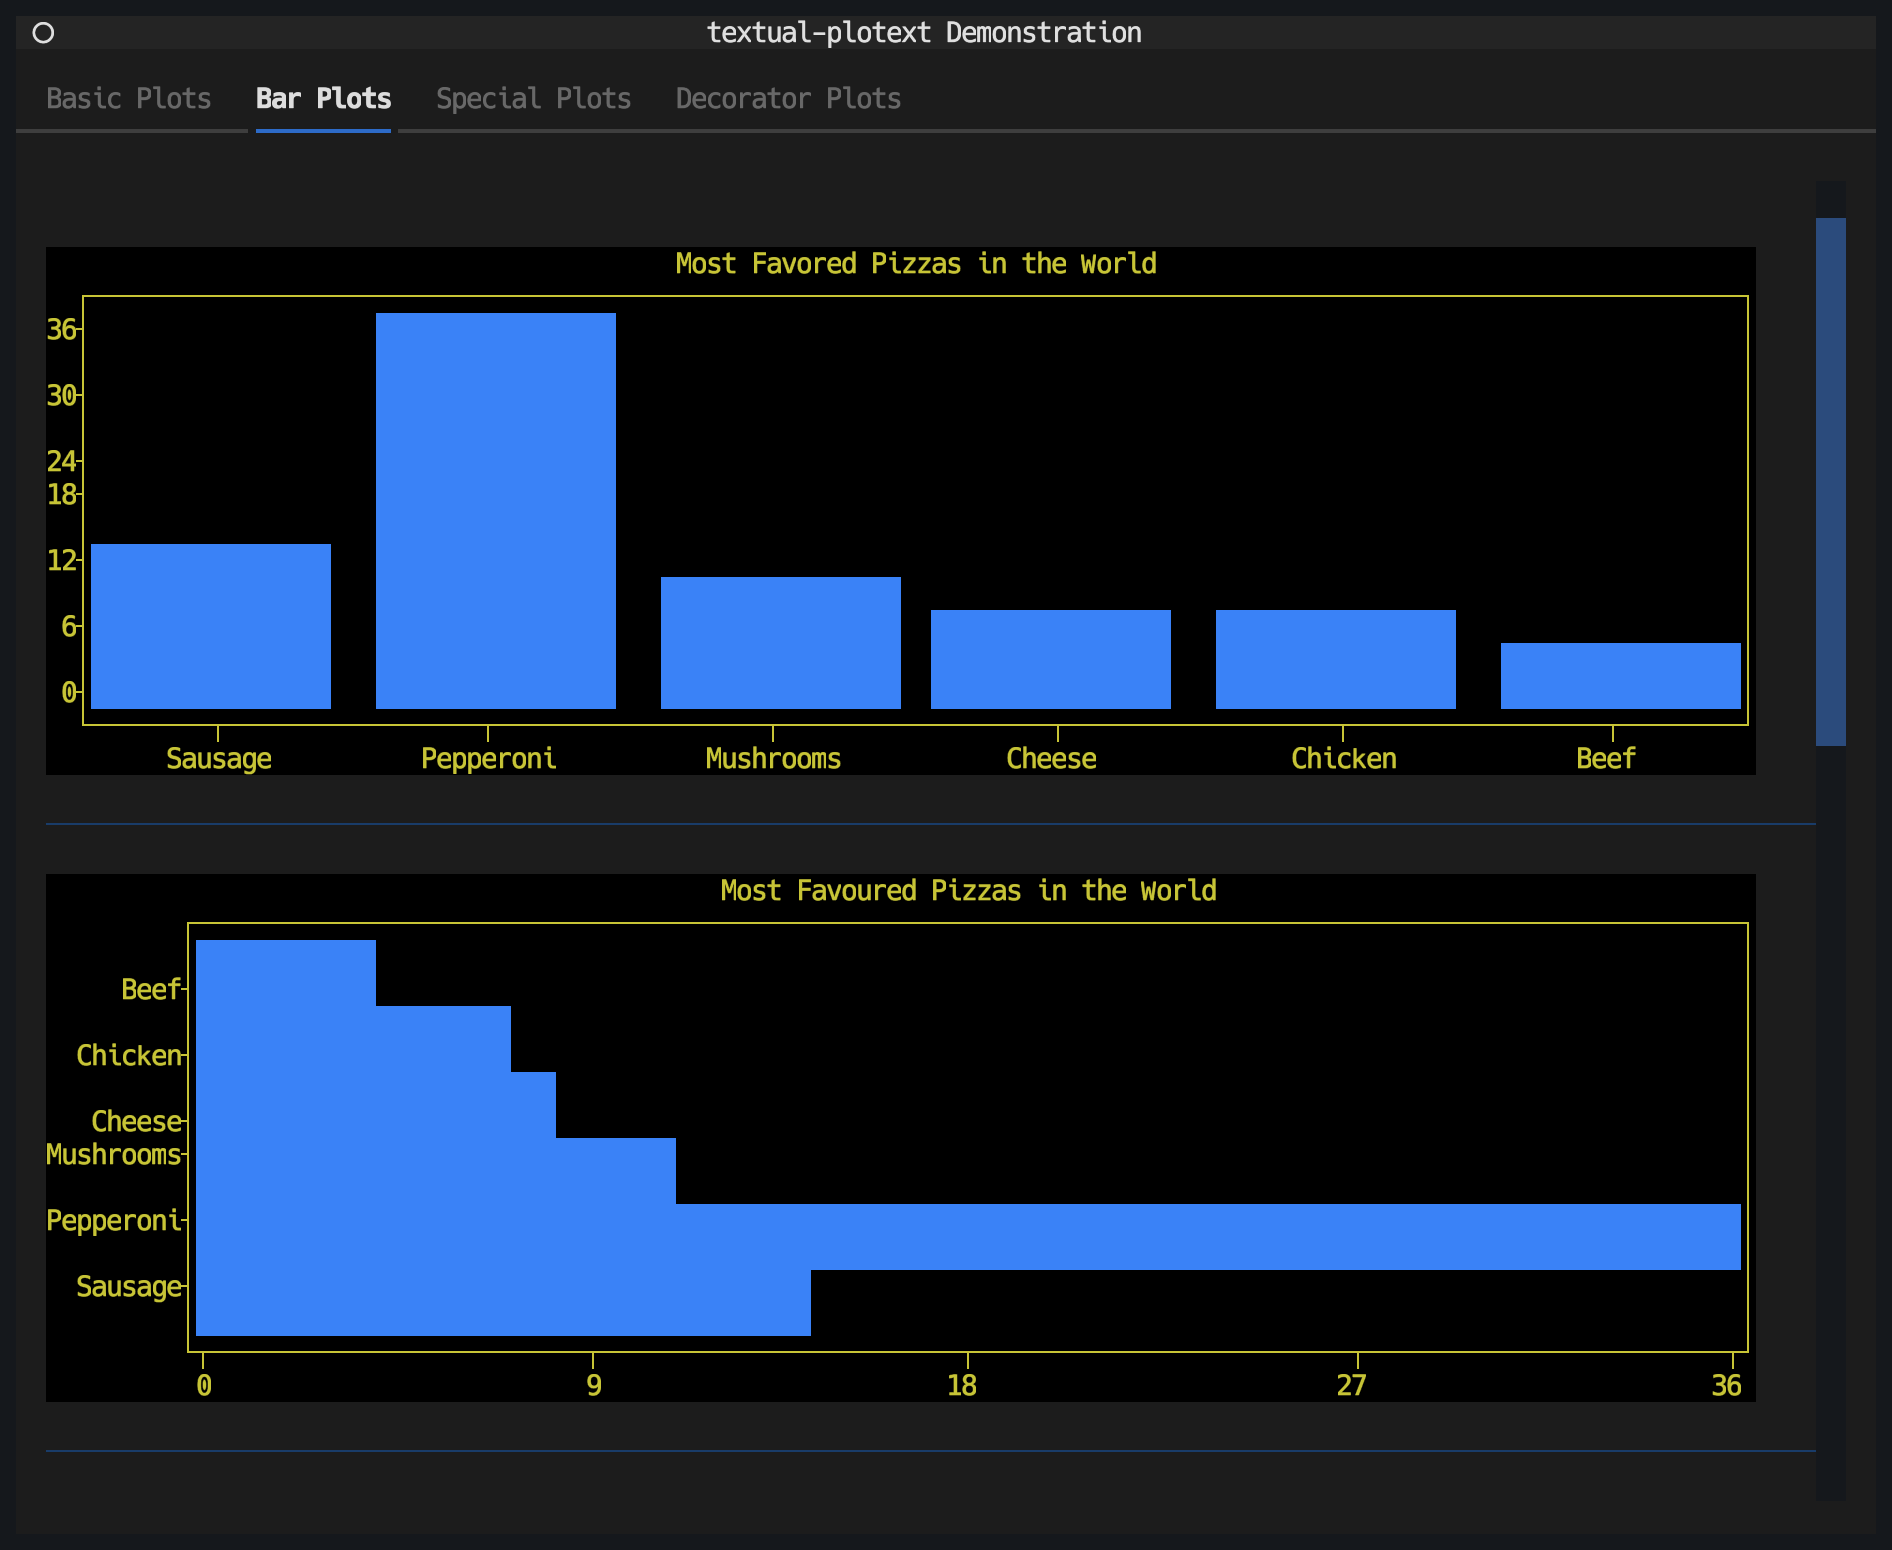 textual-plotext Demonstration
Basic Plots Bar Plots Special Plots Decorator Plots
Most Favored Pizzas in the World
36
30
24
18
12
6
0
Sausage Pepperoni Mushrooms Cheese Chicken Beef
Most Favoured Pizzas in the World
Beef
Chicken
Cheese
Mushrooms
Pepperoni
Sausage
0 9 18 27 36